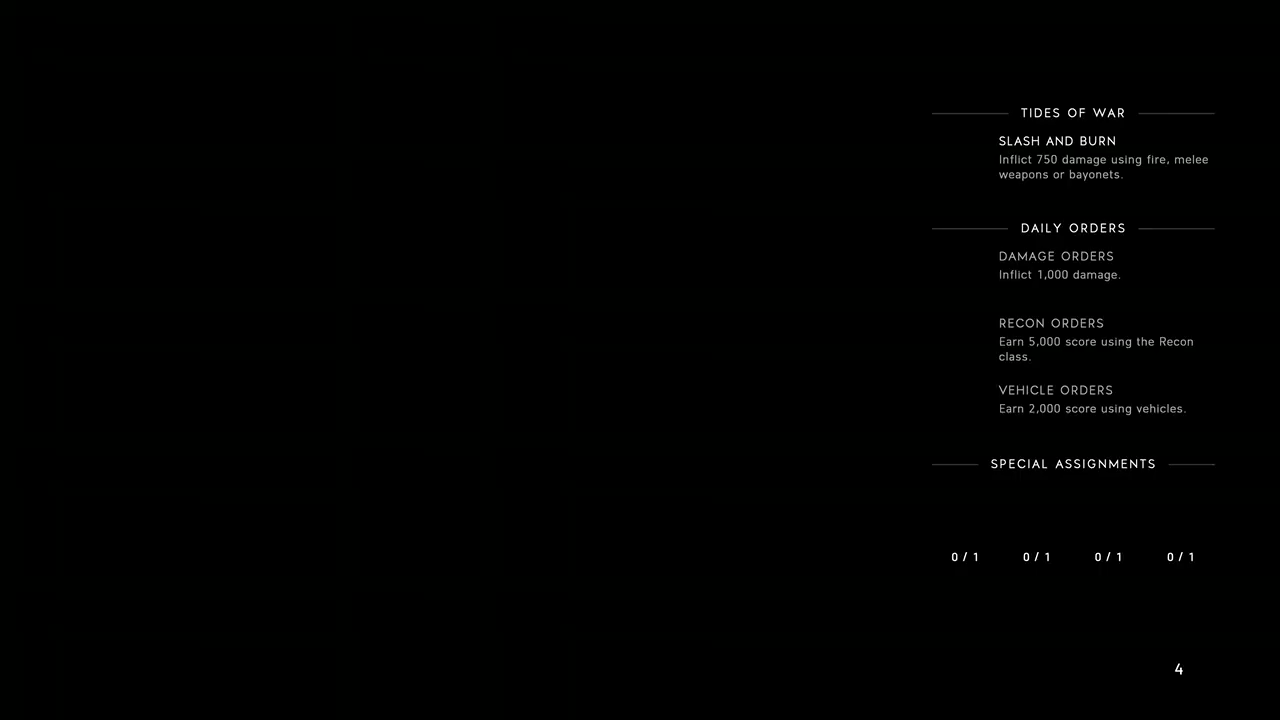 TIDES OF WAR
SLASH AND BURN
Inflict 750 damage using fire, melee
weapons or bayonets.
DAILY ORDERS
DAMAGE ORDERS
Inflict 1,000 damage.
RECON ORDERS
Earn 5,000 score using the Recon
class.
VEHICLE ORDERS
Earn 2,000 score using vehicles.
SPECIAL ASSIGNMENTS
0 / 1 0 / 1 0 / 1 0 / 1
4